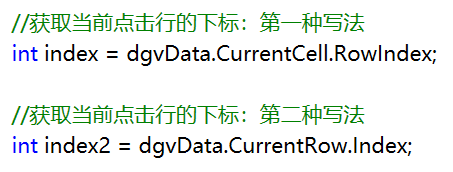 //获取当前点击行的下标：第一种写法
int index = dgvData.CurrentCell.RowIndex;
//获取当前点击行的下标：第二种写法
int index2 = dgvData.CurrentRow.Index;